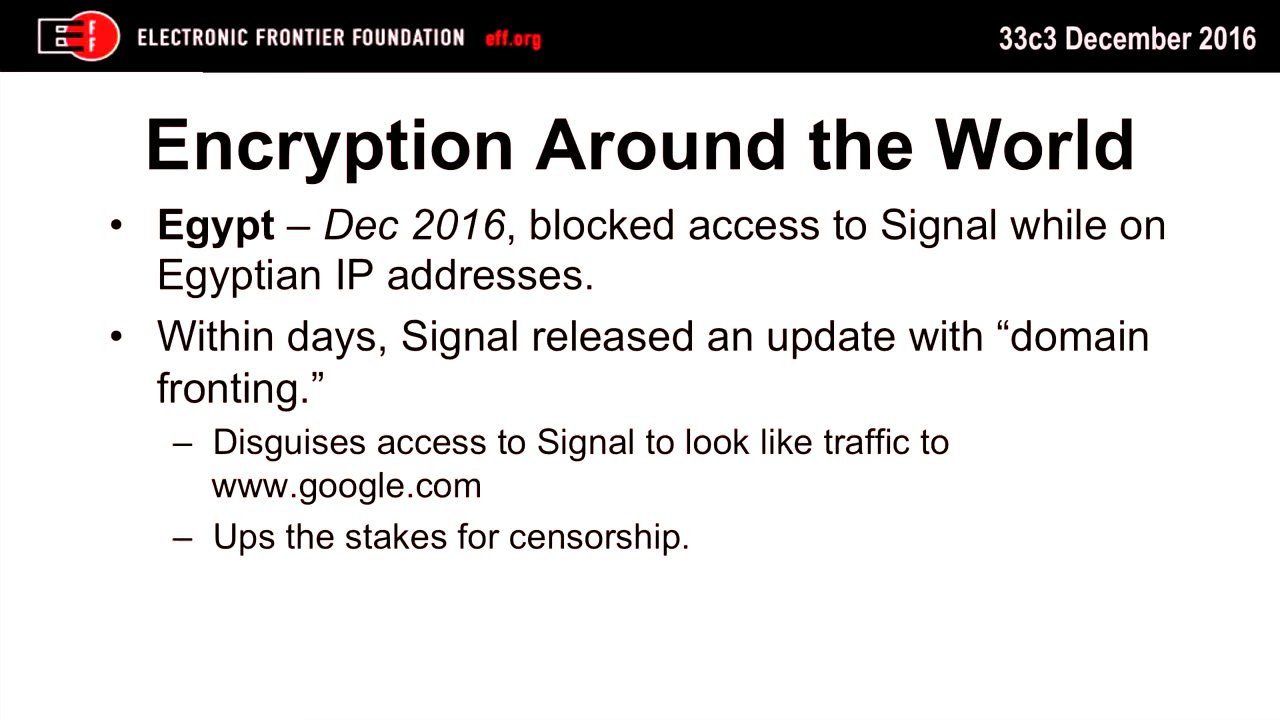 EFF ELECTRONIC FRONTIER FOUNDATION eff.org 33c3 December 2016
Encryption Around the World
• Egypt – Dec 2016, blocked access to Signal while on
Egyptian IP addresses.
• Within days, Signal released an update with “domain
fronting.”
– Disguises access to Signal to look like traffic to
www.google.com
– Ups the stakes for censorship.